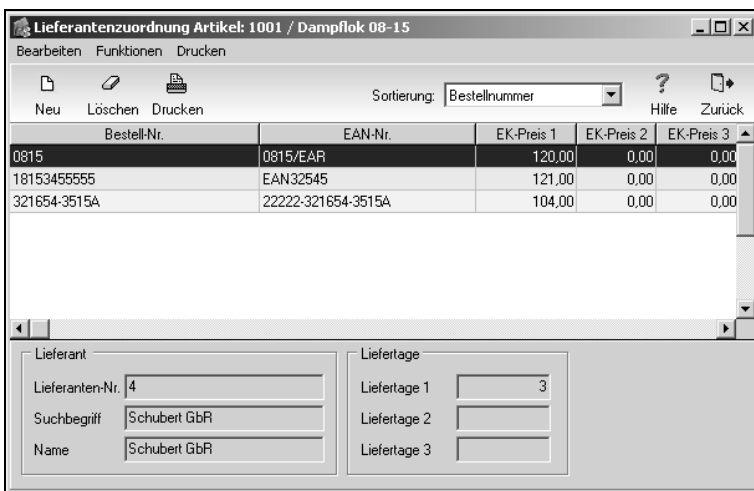 Lieferantenzuordnung Artikel: 1001 / Dampflok 08-15
Bearbeiten Funktionen Drucken
Neu Löschen Drucken Sortierung: Bestellnummer Hilfe Zurück
Bestell-Nr. EAN-Nr. EK-Preis 1 EK-Preis 2 EK-Preis 3
0815 0815/EAR 120,00 0,00 0,00
18153455555 EAN32545 121,00 0,00 0,00
321654-3515A 22222-321654-3515A 104,00 0,00 0,00
Lieferant Liefertage
Lieferanten-Nr. 4 Liefertage 1 3
Suchbegriff Schubert GbR Liefertage 2
Name Schubert GbR Liefertage 3